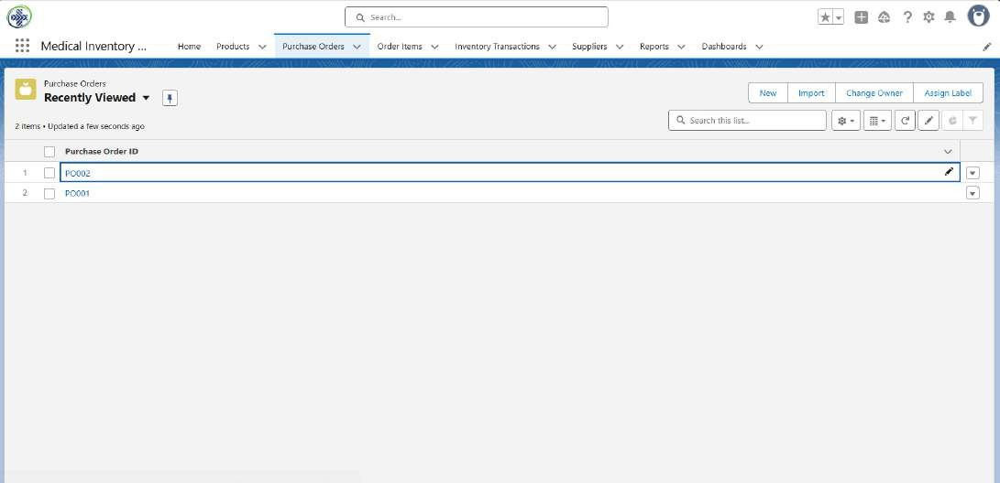 Search...
Medical Inventory ...
Home Products Purchase Orders Order Items Inventory Transactions Suppliers Reports Dashboards
Purchase Orders
Recently Viewed
New Import Change Owner Assign Label
2 items • Updated a few seconds ago
Search this list...
Purchase Order ID
1 PO002
2 PO001